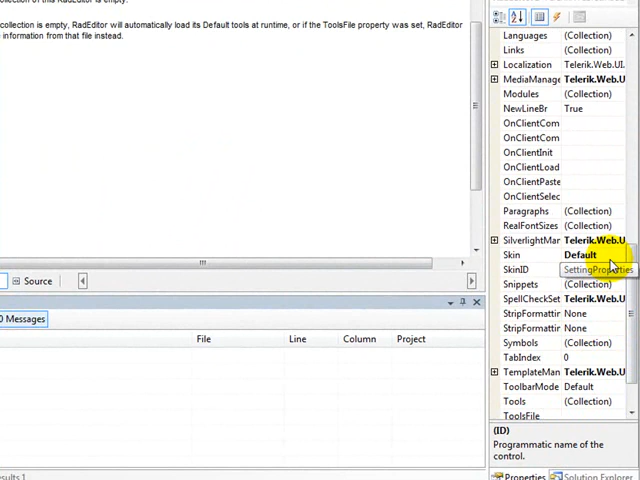 collection of this RadEditor is empty.
collection is empty, RadEditor will automatically load its Default tools at runtime, or if the ToolsFile property was set, RadEditor
information from that file instead.
Languages (Collection)
Links (Collection)
Localization Telerik.Web.UI.
MediaManage Telerik.Web.U
Modules (Collection)
NewLineBr True
OnClientCom
OnClientCom
OnClientInit
OnClientLoad
OnClientPaste
OnClientSelec
Paragraphs (Collection)
RealFontSizes (Collection)
SilverlightMar Telerik.Web.U
Skin Default
SkinID SettingProperties
Snippets (Collection)
SpellCheckSet Telerik.Web.U
StripFormattir None
StripFormattir None
Symbols (Collection)
TabIndex 0
TemplateMan Telerik.Web.U
ToolbarMode Default
Tools (Collection)
ToolsFile
(ID)
Programmatic name of the
control.
Properties Solution Explorer
Source
0 Messages
File Line Column Project
esults 1